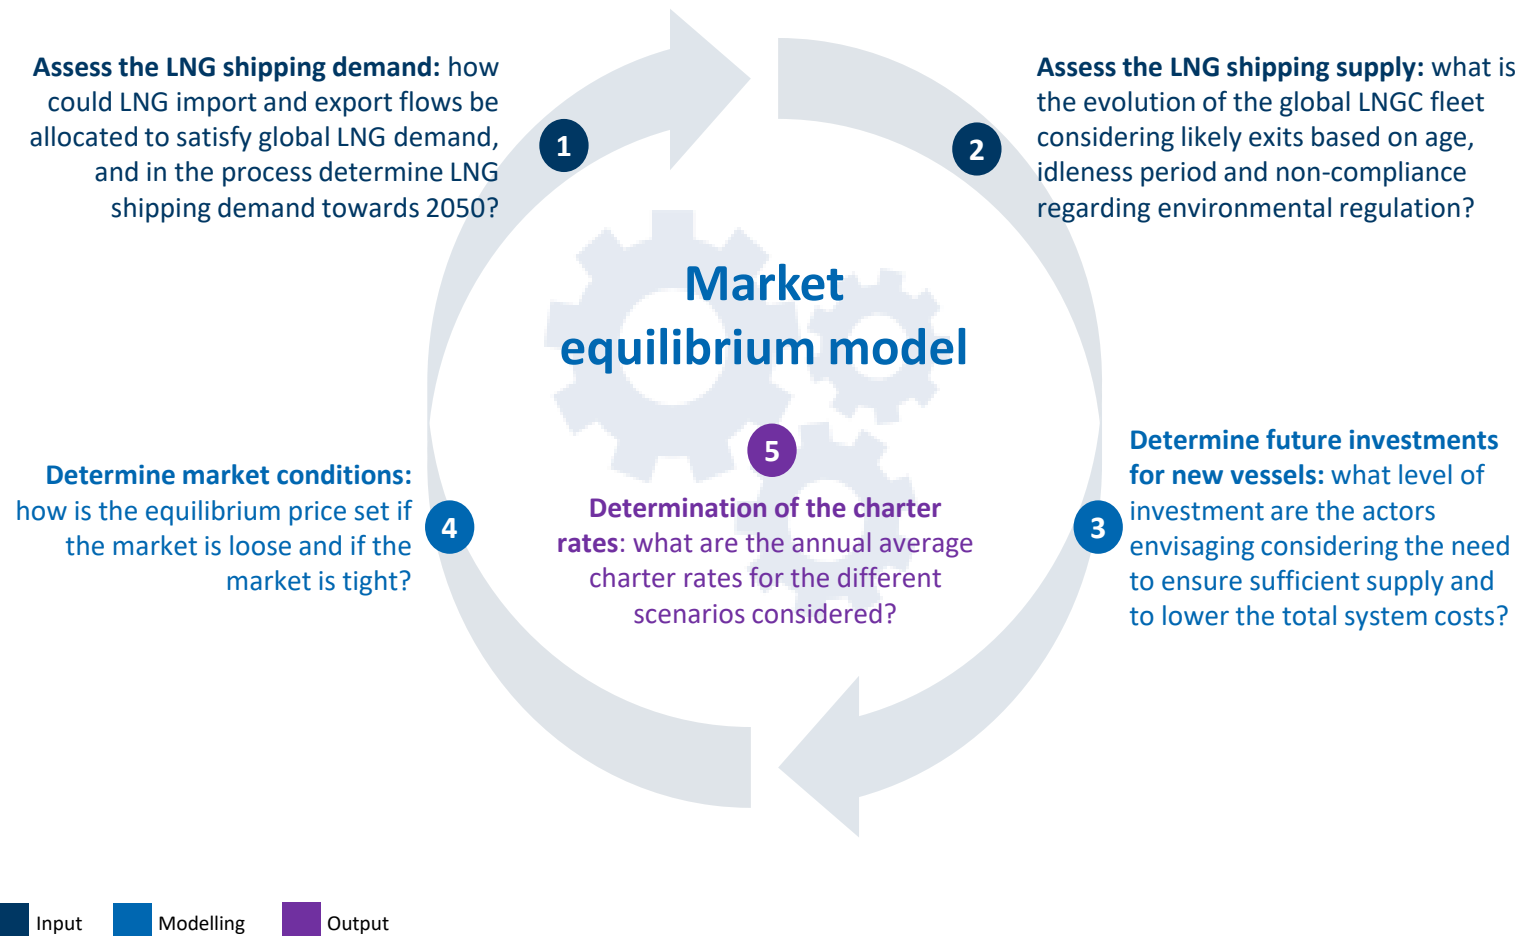 Assess the LNG shipping demand: how
could LNG import and export flows be
allocated to satisfy global LNG demand,
and in the process determine LNG
shipping demand towards 2050?
1
Assess the LNG shipping supply: what is
the evolution of the global LNGC fleet
considering likely exits based on age,
idleness period and non-compliance
regarding environmental regulation?
2
Market
equilibrium model
Determine future investments
for new vessels: what level of
investment are the actors
envisaging considering the need
to ensure sufficient supply and
to lower the total system costs?
3
Determine market conditions:
how is the equilibrium price set if
the market is loose and if the
market is tight?
4
5
Determination of the charter
rates: what are the annual average
charter rates for the different
scenarios considered?
Input
Modelling
Output